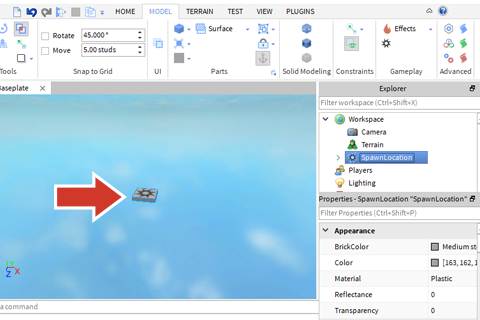 HOME MODEL TERRAIN TEST VIEW PLUGINS
Rotate 45.000 °
Move 5.00 studs
Surface
Effects
Tools Snap to Grid UI Parts Solid Modeling Constraints Gameplay Advanced
Baseplate x
Explorer
Filter workspace (Ctrl+Shift+X)
Workspace
Camera
Terrain
SpawnLocation
Players
Lighting
Properties - SpawnLocation "SpawnLocation"
Filter Properties (Ctrl+Shift+P)
Appearance
BrickColor Medium st
Color [163, 162, 1
Material Plastic
Reflectance 0
Transparency 0
Y
Z X
a command